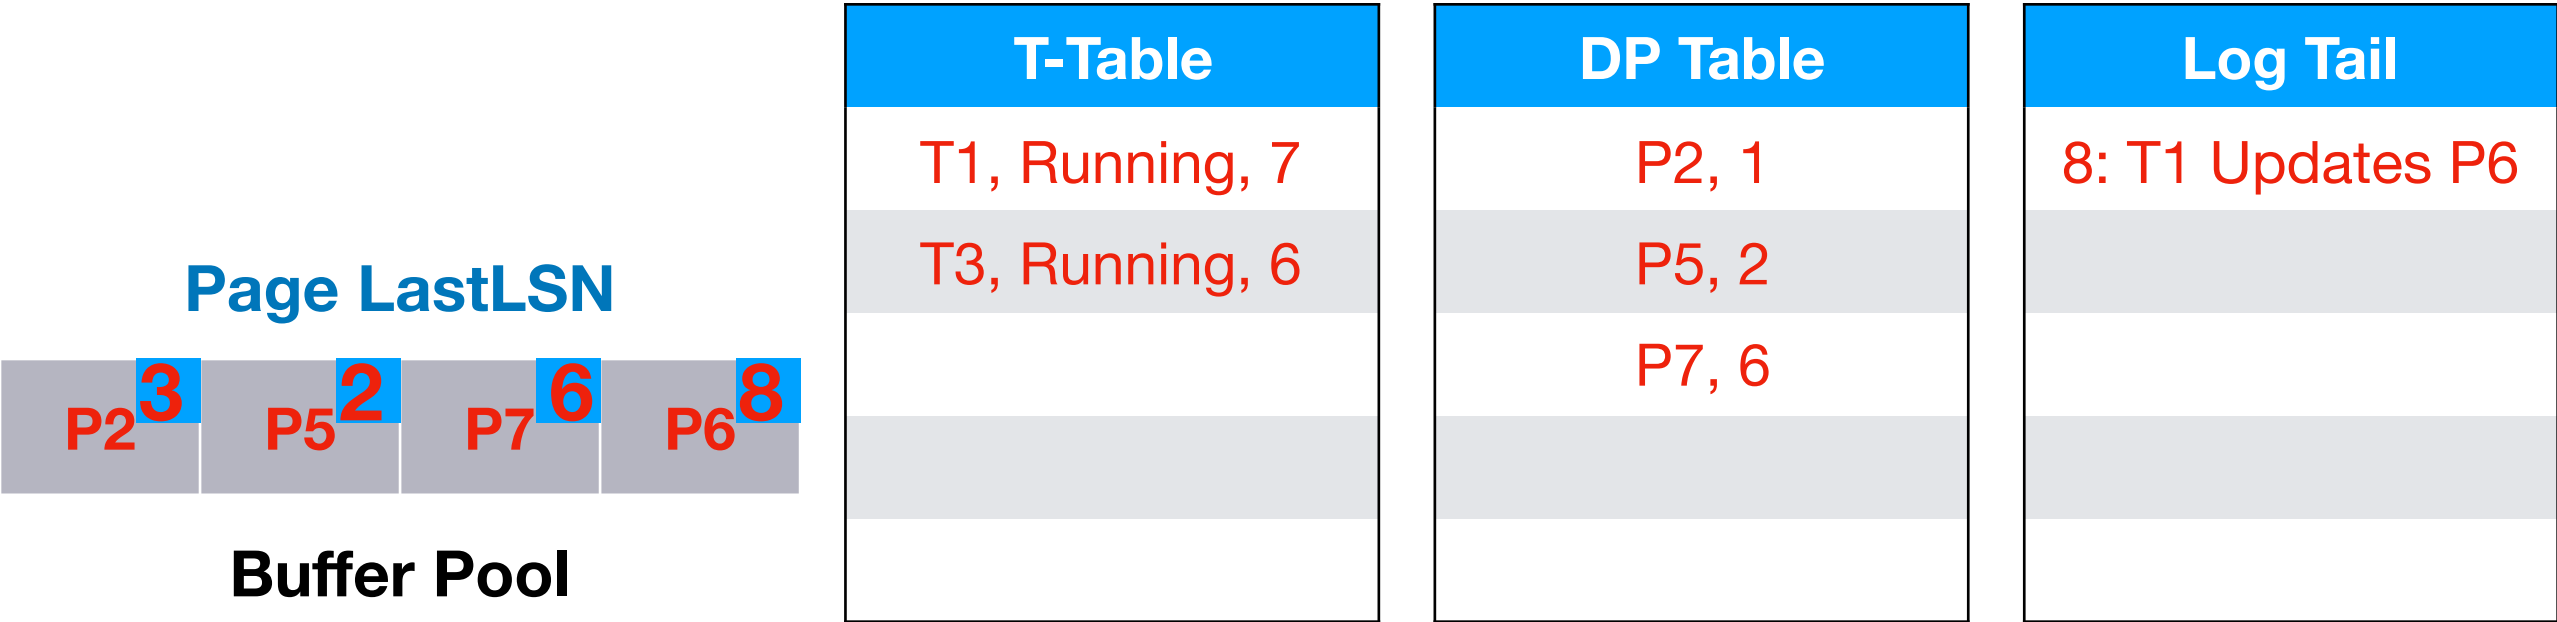 Page LastLSN
P2 3
P5 2
P7 6
P6 8
Buffer Pool
T-Table
T1, Running, 7
T3, Running, 6
DP Table
P2, 1
P5, 2
P7, 6
Log Tail
8: T1 Updates P6